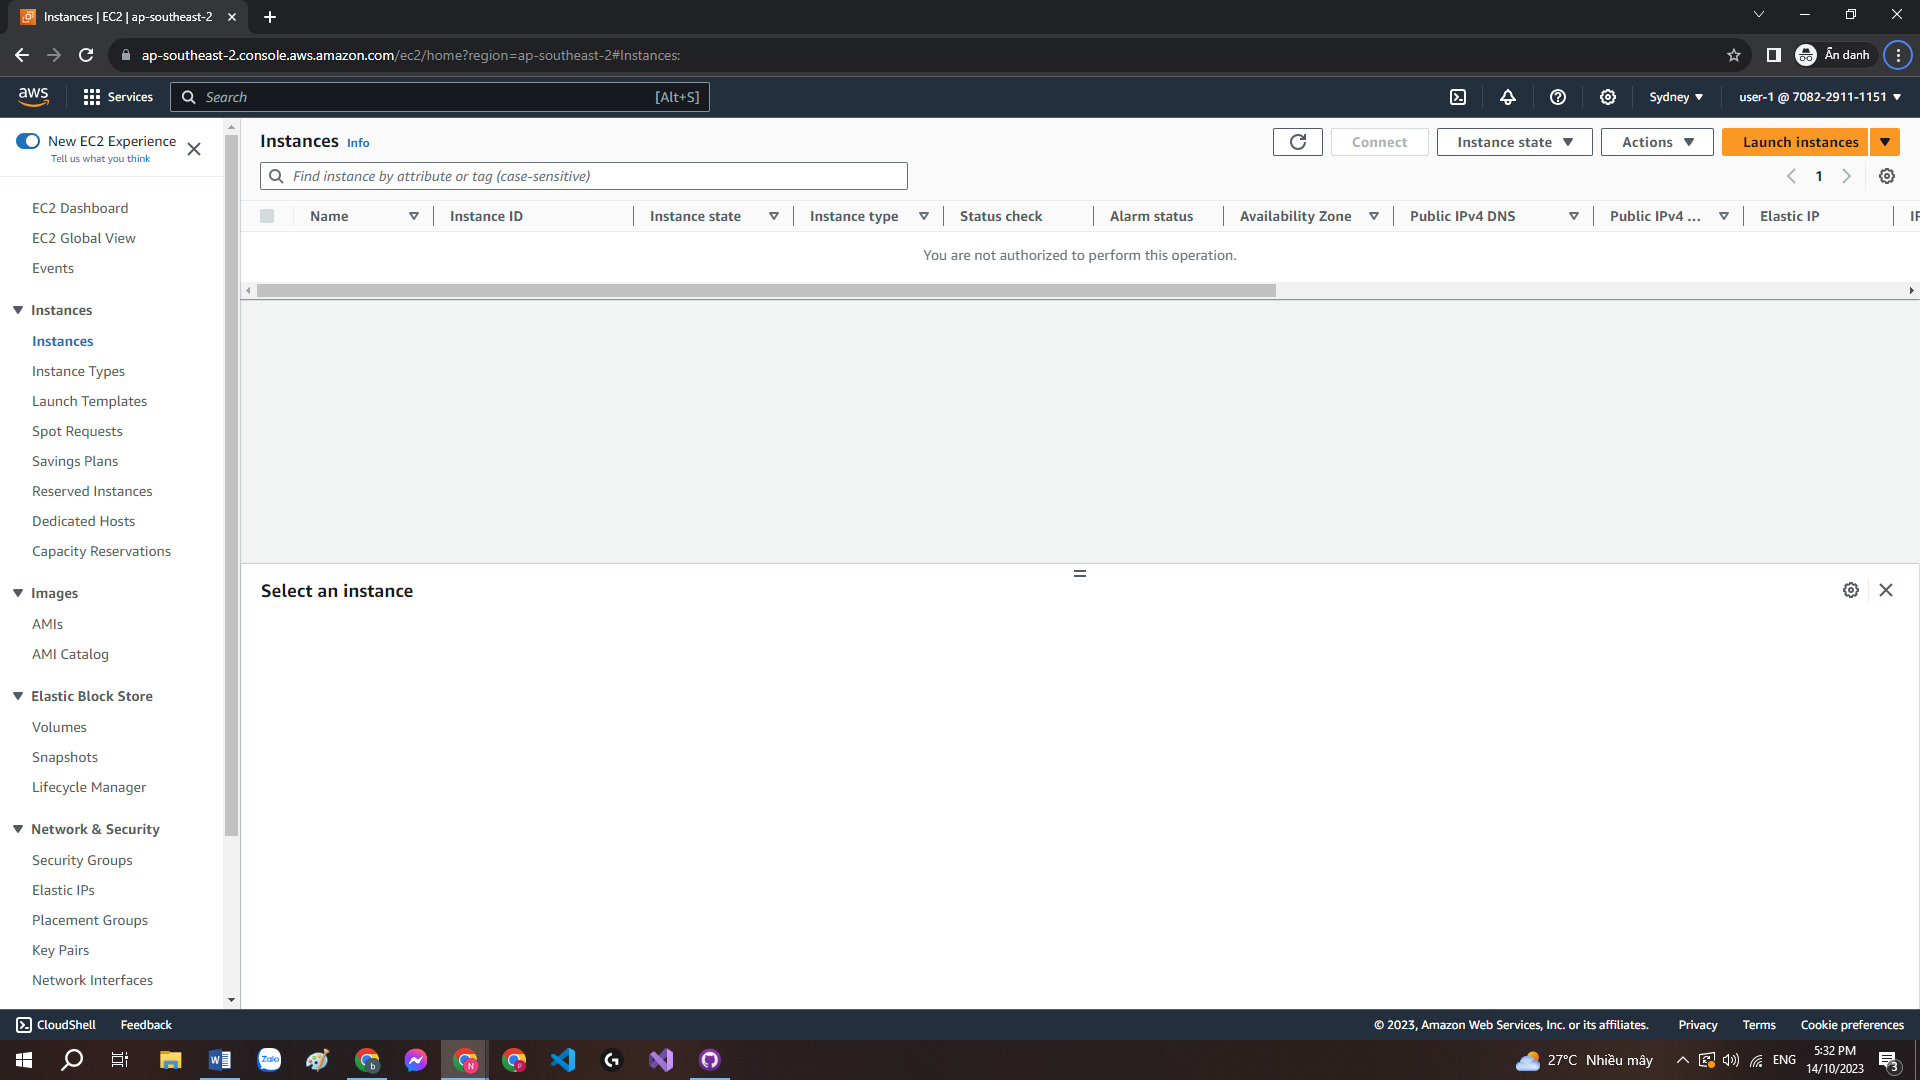 Instances | EC2 | ap-southeast-2
ap-southeast-2.console.aws.amazon.com/ec2/home?region=ap-southeast-2#Instances:
Ẩn danh
aws
Services
Search
[Alt+S]
Sydney
user-1 @ 7082-2911-1151
New EC2 Experience
Tell us what you think
EC2 Dashboard
EC2 Global View
Events
Instances
Instances
Instance Types
Launch Templates
Spot Requests
Savings Plans
Reserved Instances
Dedicated Hosts
Capacity Reservations
Images
AMIs
AMI Catalog
Elastic Block Store
Volumes
Snapshots
Lifecycle Manager
Network & Security
Security Groups
Elastic IPs
Placement Groups
Key Pairs
Network Interfaces
Instances Info
Connect
Instance state
Actions
Launch instances
Find instance by attribute or tag (case-sensitive)
1
Name
Instance ID
Instance state
Instance type
Status check
Alarm status
Availability Zone
Public IPv4 DNS
Public IPv4 ...
Elastic IP
You are not authorized to perform this operation.
Select an instance
CloudShell
Feedback
© 2023, Amazon Web Services, Inc. or its affiliates.
Privacy
Terms
Cookie preferences
Zalo
27°C Nhiều mây
ENG
5:32 PM
14/10/2023
3